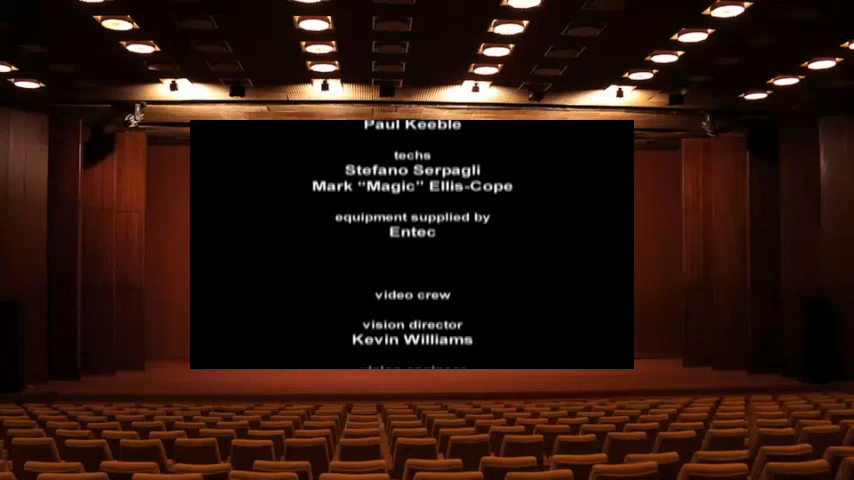 Paul Keeble
techs
Stefano Serpagli
Mark “Magic” Ellis-Cope
equipment supplied by
Entec
video crew
vision director
Kevin Williams